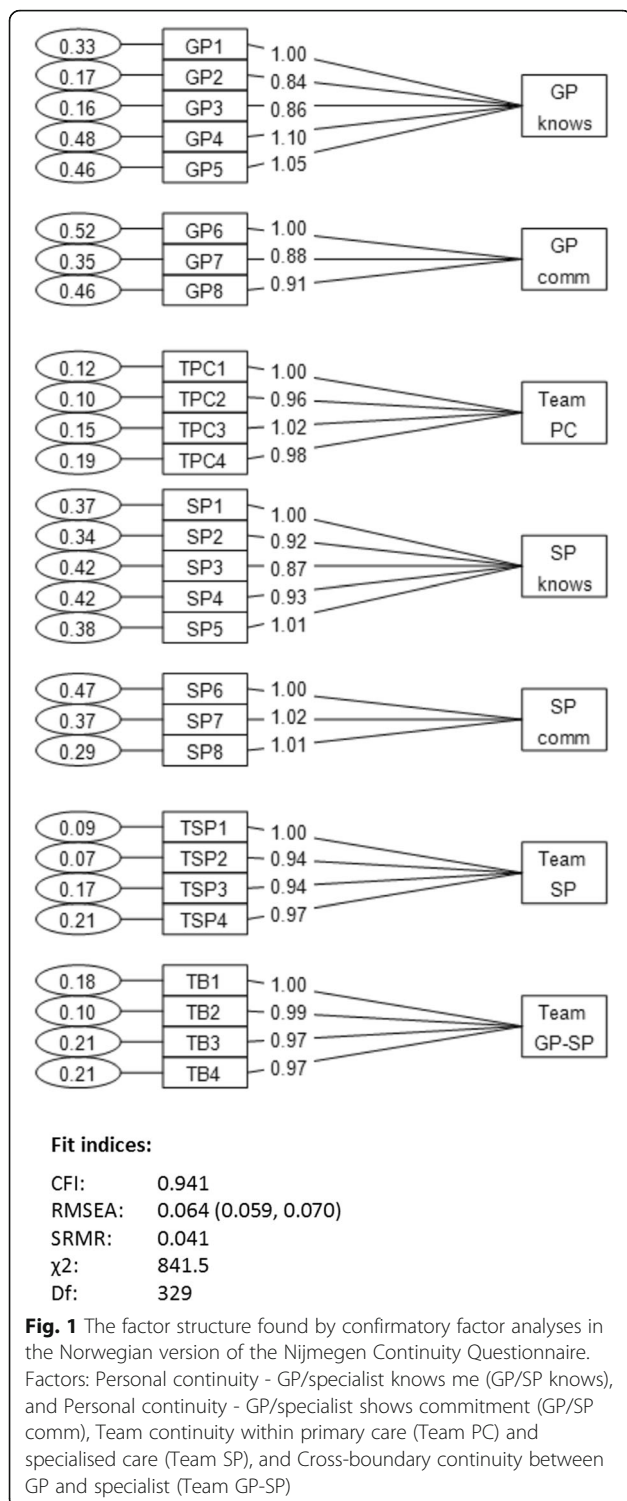 0.33 GP1 1.00
0.17 GP2 0.84
0.16 GP3 0.86
0.48 GP4 1.10
0.46 GP5 1.05
GP
knows
0.52 GP6 1.00
0.35 GP7 0.88
0.46 GP8 0.91
GP
comm
0.12 TPC1 1.00
0.10 TPC2 0.96
0.15 TPC3 1.02
0.19 TPC4 0.98
Team
PC
0.37 SP1 1.00
0.34 SP2 0.92
0.42 SP3 0.87
0.42 SP4 0.93
0.38 SP5 1.01
SP
knows
0.47 SP6 1.00
0.37 SP7 1.02
0.29 SP8 1.01
SP
comm
0.09 TSP1 1.00
0.07 TSP2 0.94
0.17 TSP3 0.94
0.21 TSP4 0.97
Team
SP
0.18 TB1 1.00
0.10 TB2 0.99
0.21 TB3 0.97
0.21 TB4 0.97
Team
GP-SP
Fit indices:
CFI: 0.941
RMSEA: 0.064 (0.059, 0.070)
SRMR: 0.041
χ2: 841.5
Df: 329
Fig. 1 The factor structure found by confirmatory factor analyses in
the Norwegian version of the Nijmegen Continuity Questionnaire.
Factors: Personal continuity - GP/specialist knows me (GP/SP knows),
and Personal continuity - GP/specialist shows commitment (GP/SP
comm), Team continuity within primary care (Team PC) and
specialised care (Team SP), and Cross-boundary continuity between
GP and specialist (Team GP-SP)